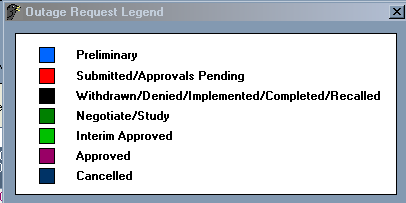 Outage Request Legend
Preliminary
Submitted/Approvals Pending
Withdrawn/Denied/Implemented/Completed/Recalled
Negotiate/Study
Interim Approved
Approved
Cancelled